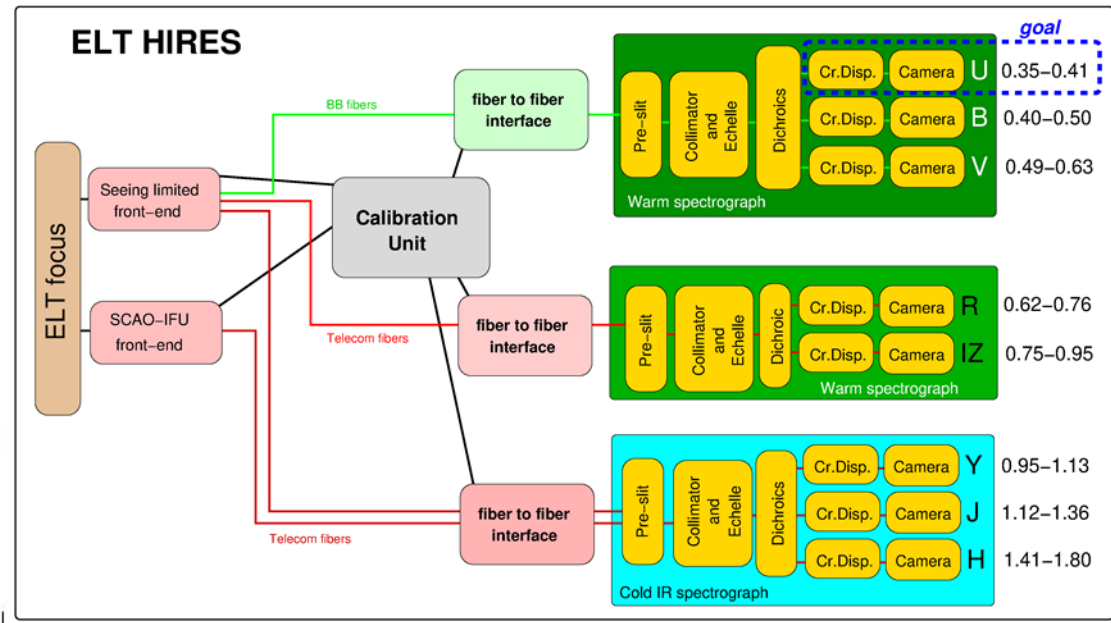 ELT HIRES
goal
ELT focus
Seeing limited
front−end
SCAO−IFU
front−end
BB fibers
Telecom fibers
Telecom fibers
Calibration
Unit
fiber to fiber
interface
fiber to fiber
interface
fiber to fiber
interface
Pre−slit
Collimator
and
Echelle
Dichroics
Cr.Disp.
Camera
U
0.35−0.41
Cr.Disp.
Camera
B
0.40−0.50
Cr.Disp.
Camera
V
0.49−0.63
Warm spectrograph
Pre−slit
Collimator
and
Echelle
Dichroic
Cr.Disp.
Camera
R
0.62−0.76
Cr.Disp.
Camera
IZ
0.75−0.95
Warm spectrograph
Pre−slit
Collimator
and
Echelle
Dichroics
Cr.Disp.
Camera
Y
0.95−1.13
Cr.Disp.
Camera
J
1.12−1.36
Cr.Disp.
Camera
H
1.41−1.80
Cold IR spectrograph